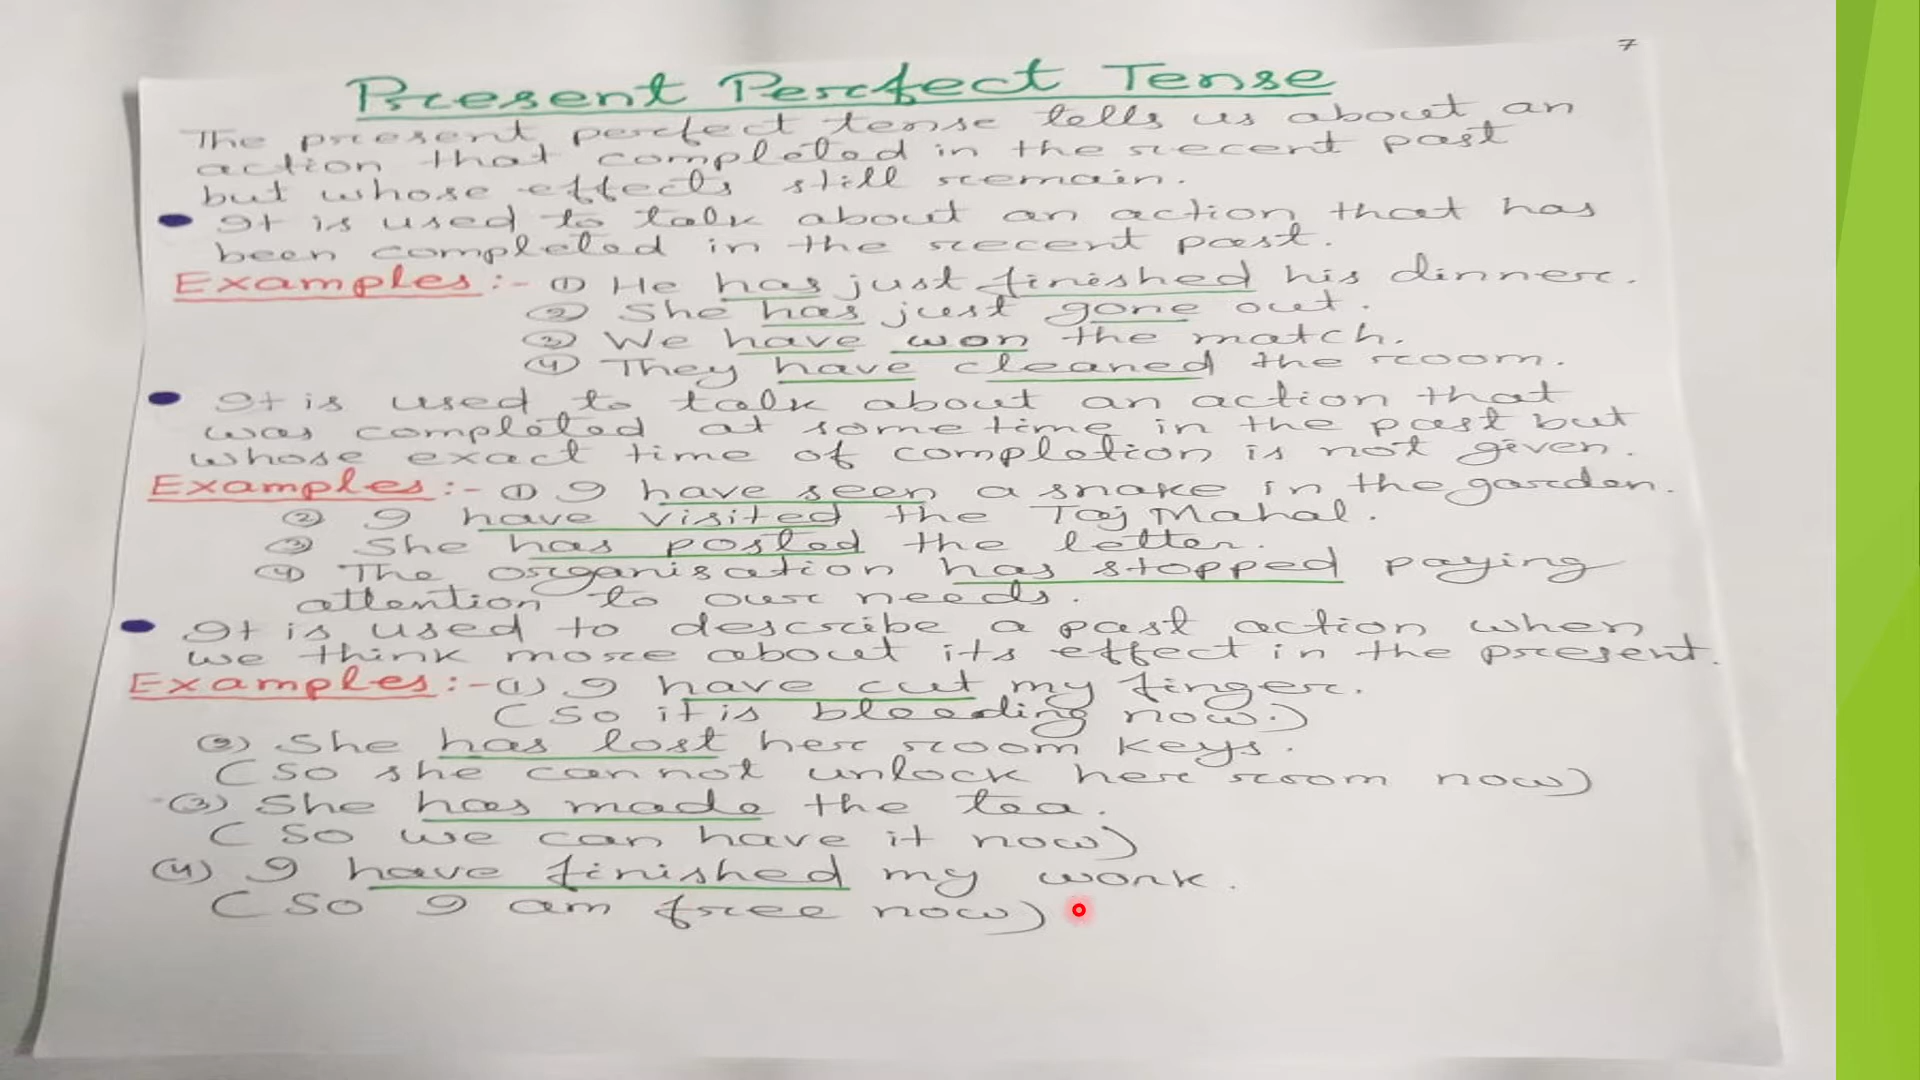 7
Present Perfect Tense
The present perfect tense tells us about an
action that completed in the recent past
but whose effects still remain.
It is used to talk about an action that has
been completed in the recent past.
Examples:- ① He has just finished his dinner.
② She has just gone out.
③ We have won the match.
④ They have cleaned the room.
It is used to talk about an action that
was completed at some time in the past but
whose exact time of completion is not given.
Examples:- ① I have seen a snake in the garden.
② I have visited the Taj Mahal.
③ She has posted the letter.
④ The organisation has stopped paying
attention to our needs.
It is used to describe a past action when
we think more about its effect in the present.
Examples:- (1) I have cut my finger.
(So it is bleeding now.)
(2) She has lost her room keys.
(So she cannot unlock her room now)
(3) She has made the tea.
(So we can have it now)
(4) I have finished my work.
(So I am free now)